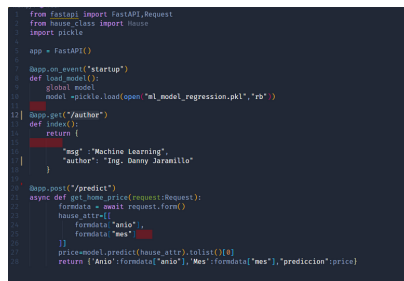 from fastapi import FastAPI,Request
from hause_class import Hause
import pickle
app = FastAPI()
@app.on_event("startup")
def load_model():
global model
model =pickle.load(open("ml_model_regression.pkl","rb"))
12 @app.get("/author")
def index():
return {
"msg" :"Machine Learning",
"author": "Ing. Danny Jaramillo"
}
@app.post("/predict")
async def get_home_price(request:Request):
formdata = await request.form()
hause_attr=[[
formdata["anio"],
formdata["mes"]
]]
price=model.predict(hause_attr).tolist()[0]
return {'Anio':formdata["anio"],'Mes':formdata["mes"],"prediccion":price}